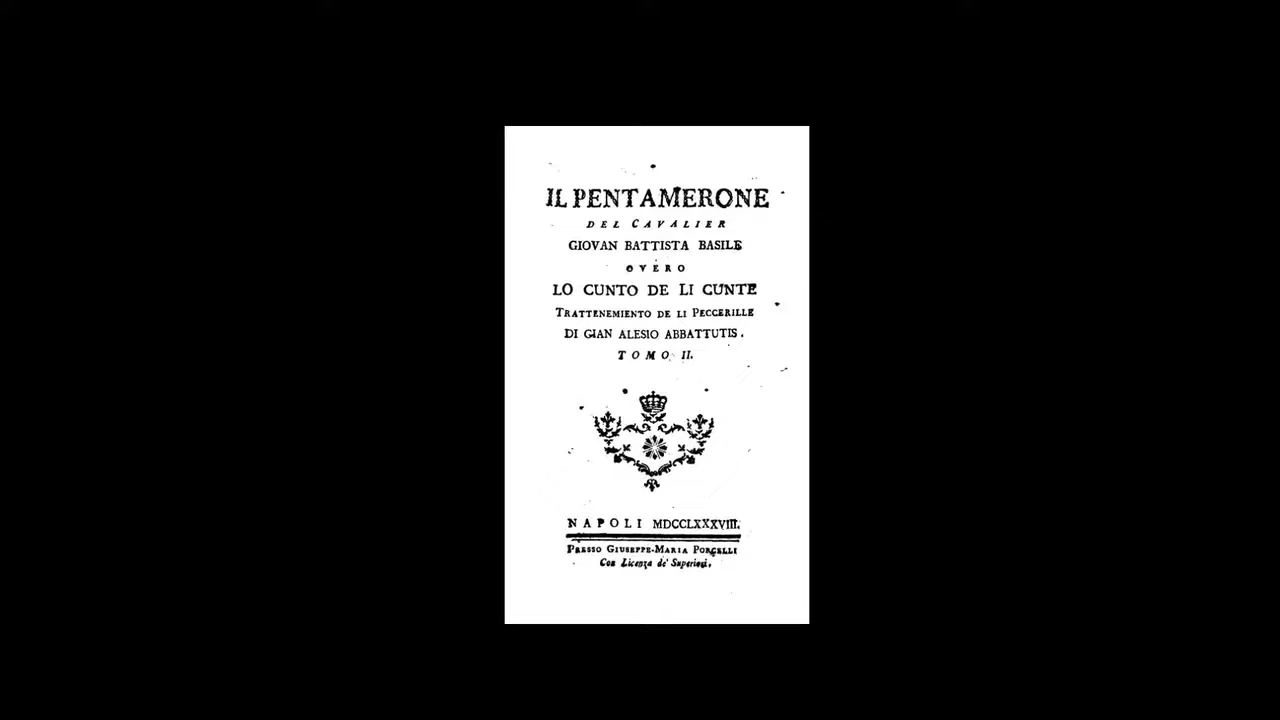 IL PENTAMERONE
DEL CAVALIER
GIOVAN BATTISTA BASILE
OVERO
LO CUNTO DE LI CUNTE
TRATTENEMIENTO DE LI PECCERILLE
DI GIAN ALESIO ABBATTUTIS.
TOMO II.
NAPOLI MDCCLXXXVIII.
PRESSO GIUSEPPE-MARIA PORCELLI
Con Licenza de' Superiori.